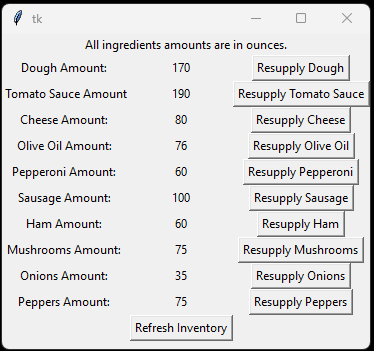 tk
All ingredients amounts are in ounces.
Dough Amount: 170 Resupply Dough
Tomato Sauce Amount 190 Resupply Tomato Sauce
Cheese Amount: 80 Resupply Cheese
Olive Oil Amount: 76 Resupply Olive Oil
Pepperoni Amount: 60 Resupply Pepperoni
Sausage Amount: 100 Resupply Sausage
Ham Amount: 60 Resupply Ham
Mushrooms Amount: 75 Resupply Mushrooms
Onions Amount: 35 Resupply Onions
Peppers Amount: 75 Resupply Peppers
Refresh Inventory